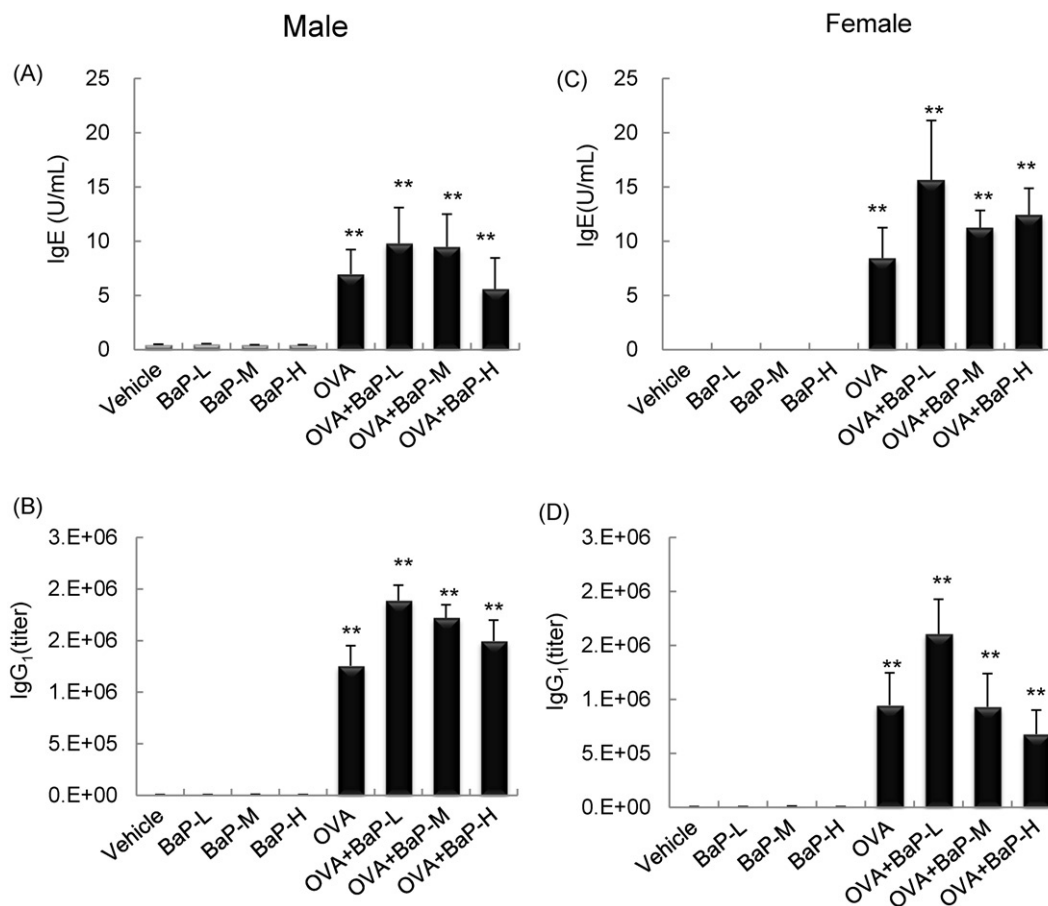 Male
Female
(A)
25
20
15
10
5
0
IgE (U/mL)
**
**
**
**
Vehicle
BaP-L
BaP-M
BaP-H
OVA
OVA+BaP-L
OVA+BaP-M
OVA+BaP-H
(C)
25
20
15
10
5
0
IgE(U/mL)
**
**
**
**
Vehicle
BaP-L
BaP-M
BaP-H
OVA
OVA+BaP-L
OVA+BaP-M
OVA+BaP-H
(B)
3.E+06
2.E+06
2.E+06
1.E+06
5.E+05
0.E+00
IgG₁(titer)
**
**
**
**
Vehicle
BaP-L
BaP-M
BaP-H
OVA
OVA+BaP-L
OVA+BaP-M
OVA+BaP-H
(D)
3.E+06
2.E+06
2.E+06
1.E+06
5.E+05
0.E+00
IgG₁(titer)
**
**
**
**
Vehicle
BaP-L
BaP-M
BaP-H
OVA
OVA+BaP-L
OVA+BaP-M
OVA+BaP-H